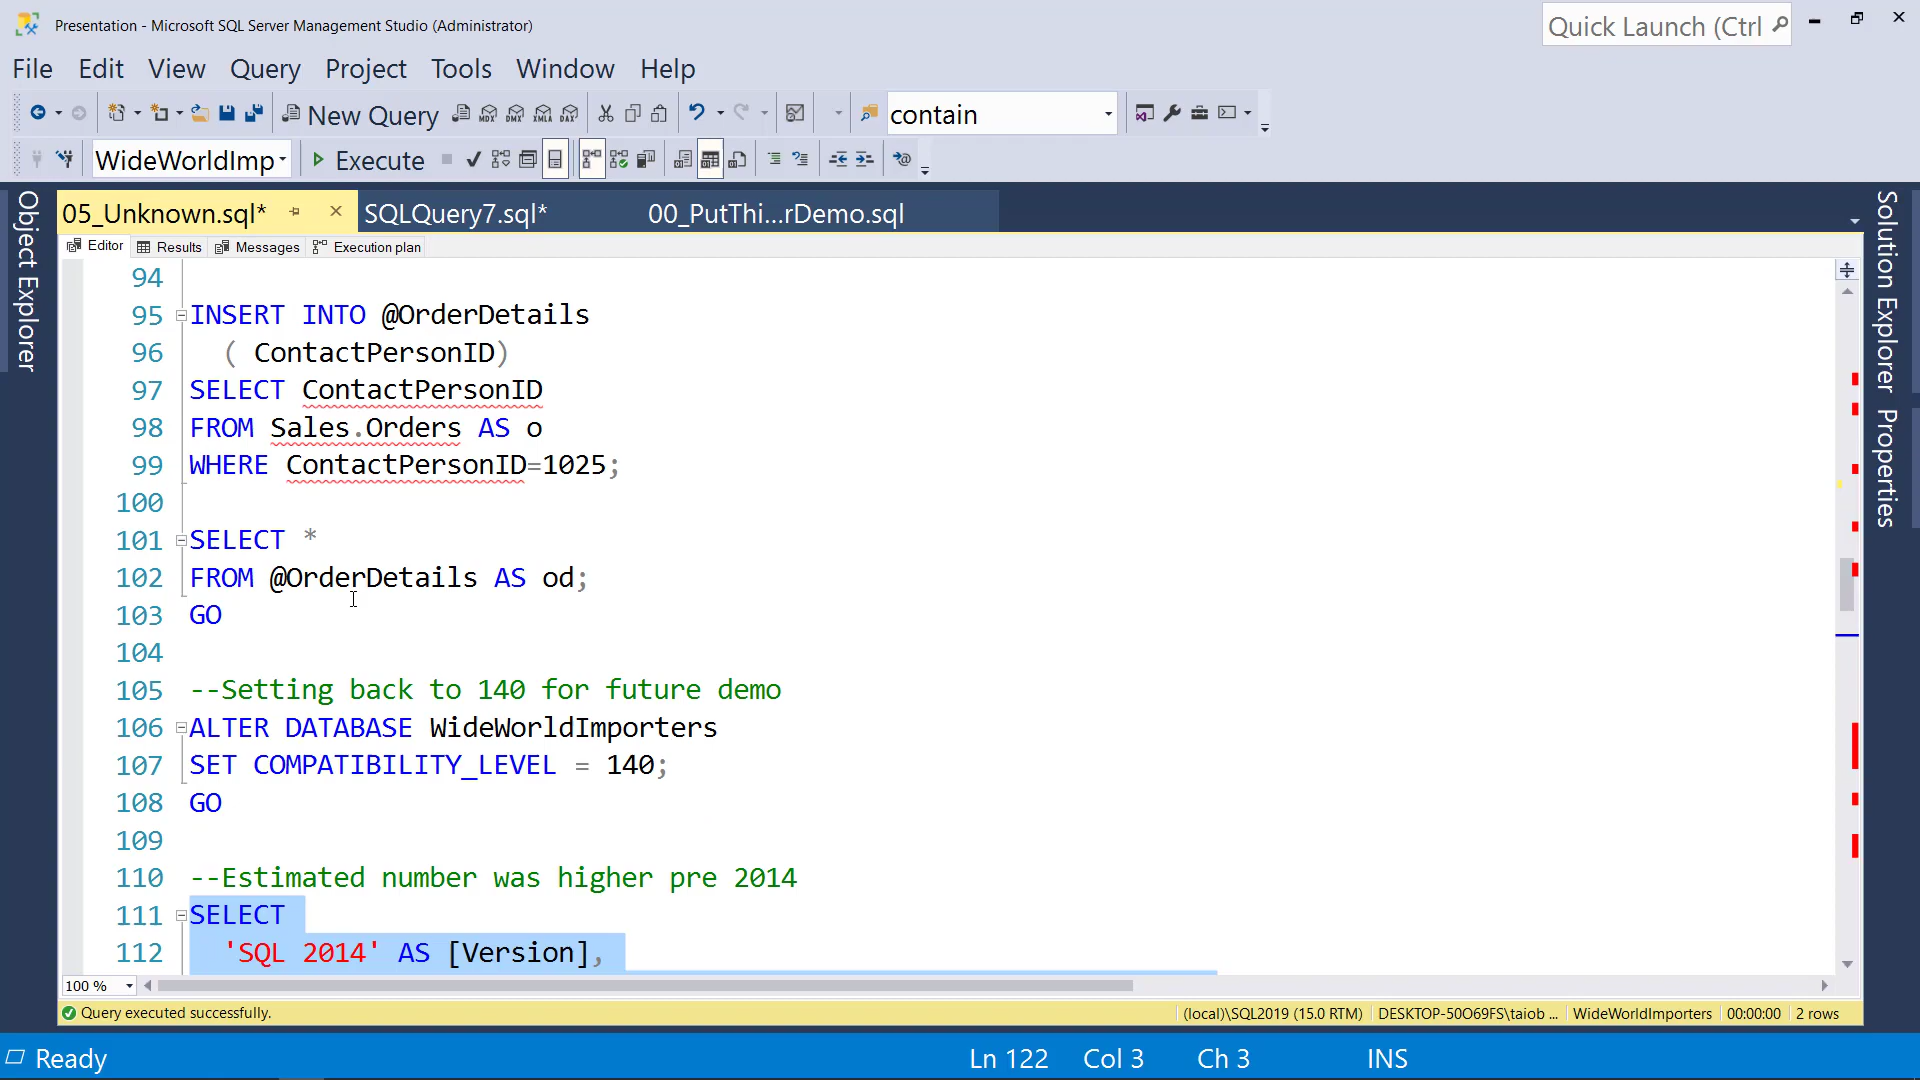 Presentation - Microsoft SQL Server Management Studio (Administrator)
Quick Launch (Ctrl
File Edit View Query Project Tools Window Help
New Query MDX DMX XMLA DAX contain
WideWorldImp Execute
05_Unknown.sql* SQLQuery7.sql* 00_PutThi...rDemo.sql
Editor Results Messages Execution plan
Object Explorer
Solution Explorer
Properties
94
95 INSERT INTO @OrderDetails
96 ( ContactPersonID)
97 SELECT ContactPersonID
98 FROM Sales.Orders AS o
99 WHERE ContactPersonID=1025;
100
101 SELECT *
102 FROM @OrderDetails AS od;
103 GO
104
105 --Setting back to 140 for future demo
106 ALTER DATABASE WideWorldImporters
107 SET COMPATIBILITY_LEVEL = 140;
108 GO
109
110 --Estimated number was higher pre 2014
111 SELECT
112 'SQL 2014' AS [Version],
100 %
Query executed successfully. (local)\SQL2019 (15.0 RTM) DESKTOP-50O69FS\taiob ... WideWorldImporters 00:00:00 2 rows
Ready Ln 122 Col 3 Ch 3 INS